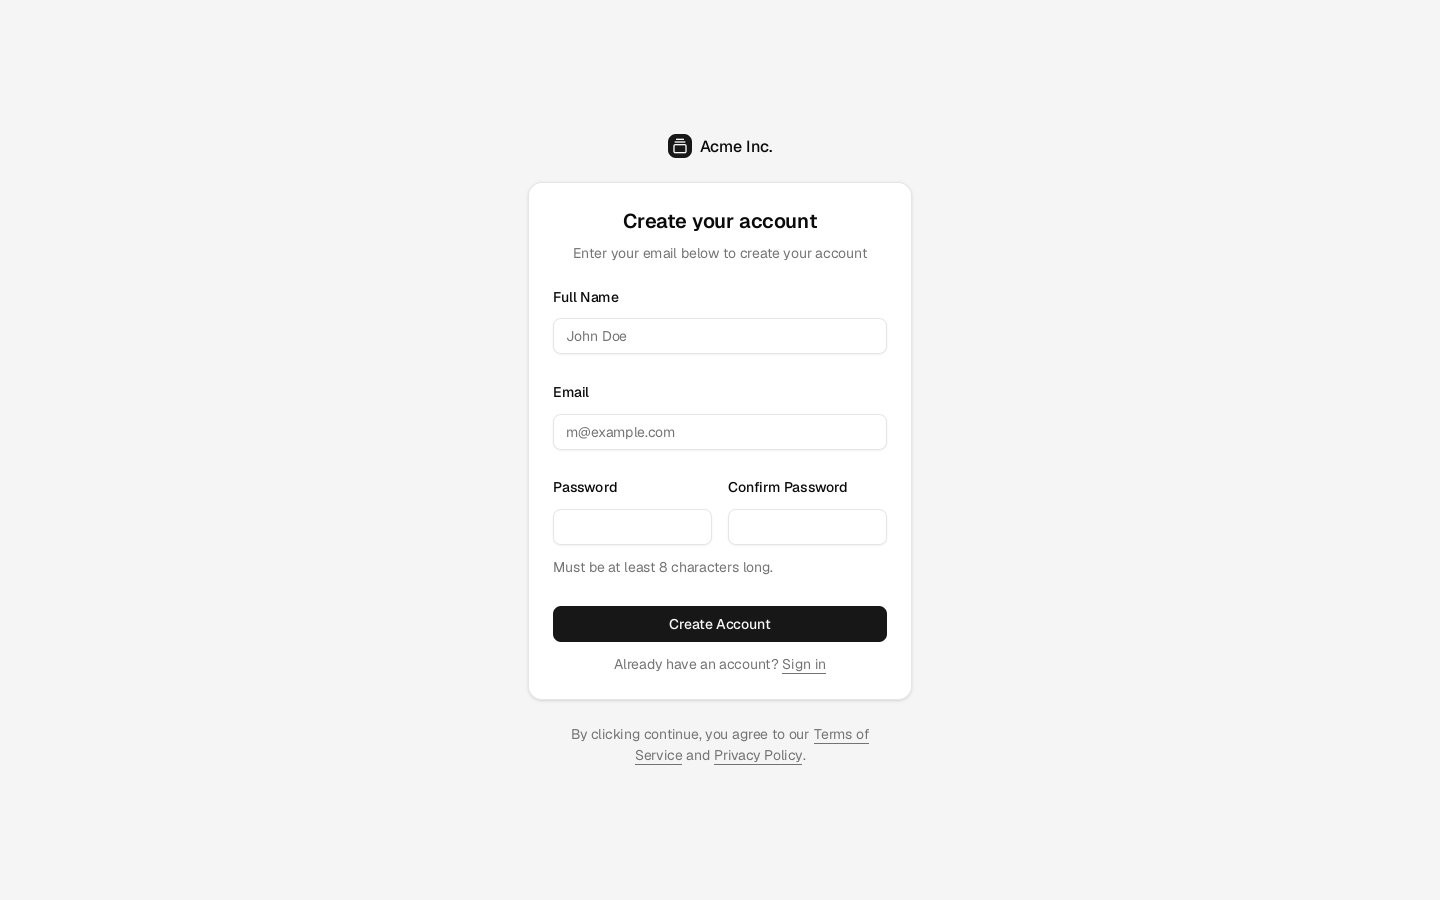 Acme Inc.
Create your account
Enter your email below to create your account
Full Name
John Doe
Email
m@example.com
Password
Confirm Password
Must be at least 8 characters long.
Create Account
Already have an account? Sign in
By clicking continue, you agree to our Terms of
Service and Privacy Policy.